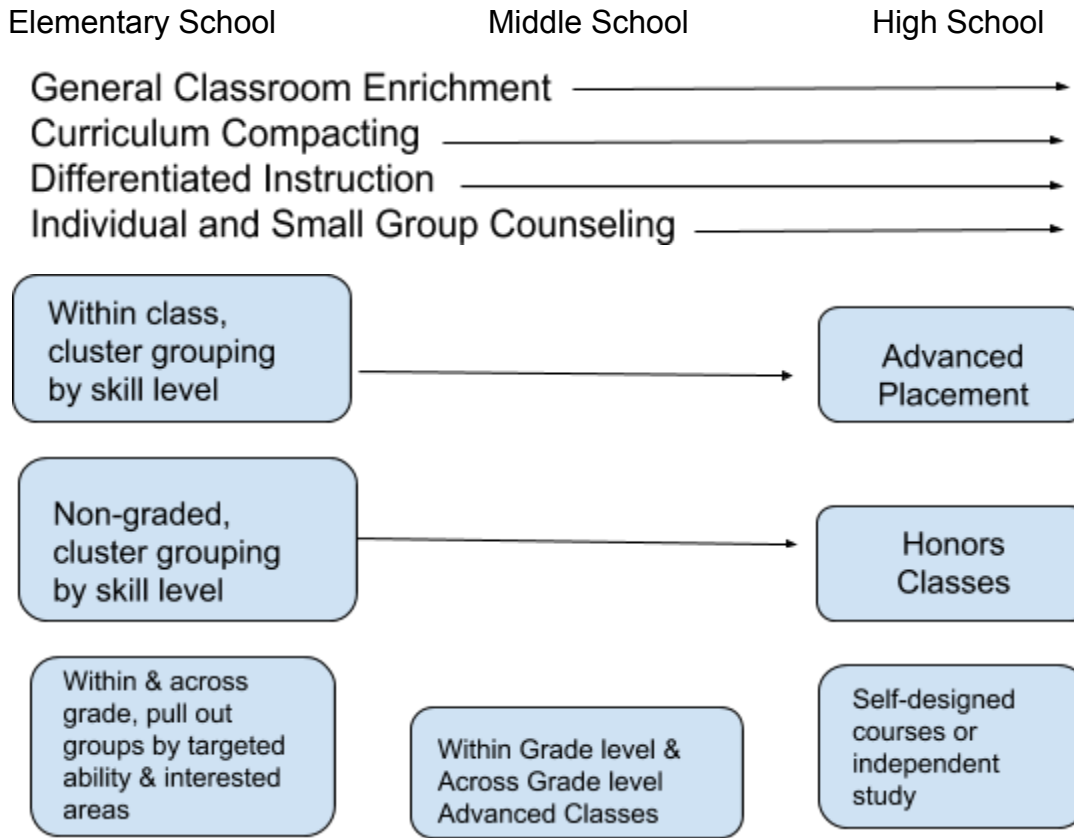 Elementary School
Middle School
High School
General Classroom Enrichment
Curriculum Compacting
Differentiated Instruction
Individual and Small Group Counseling
Within class,
cluster grouping
by skill level
Advanced
Placement
Non-graded,
cluster grouping
by skill level
Honors
Classes
Within & across
grade, pull out
groups by targeted
ability & interested
areas
Within Grade level &
Across Grade level
Advanced Classes
Self-designed
courses or
independent
study